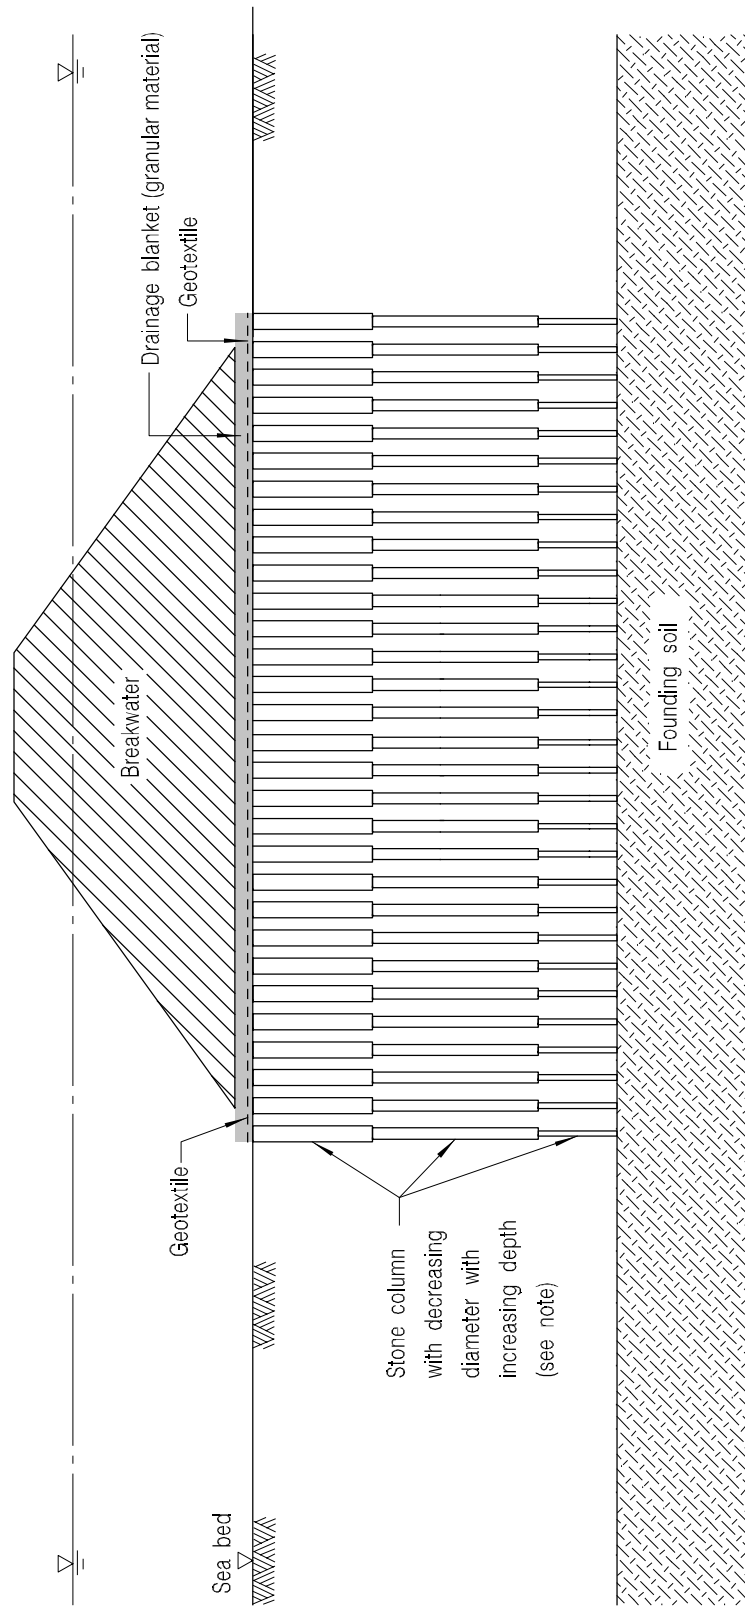 Sea bed
Geotextile
Breakwater
Drainage blanket (granular material)
Geotextile
Stone column
with decreasing
diameter with
increasing depth
(see note)
Founding soil